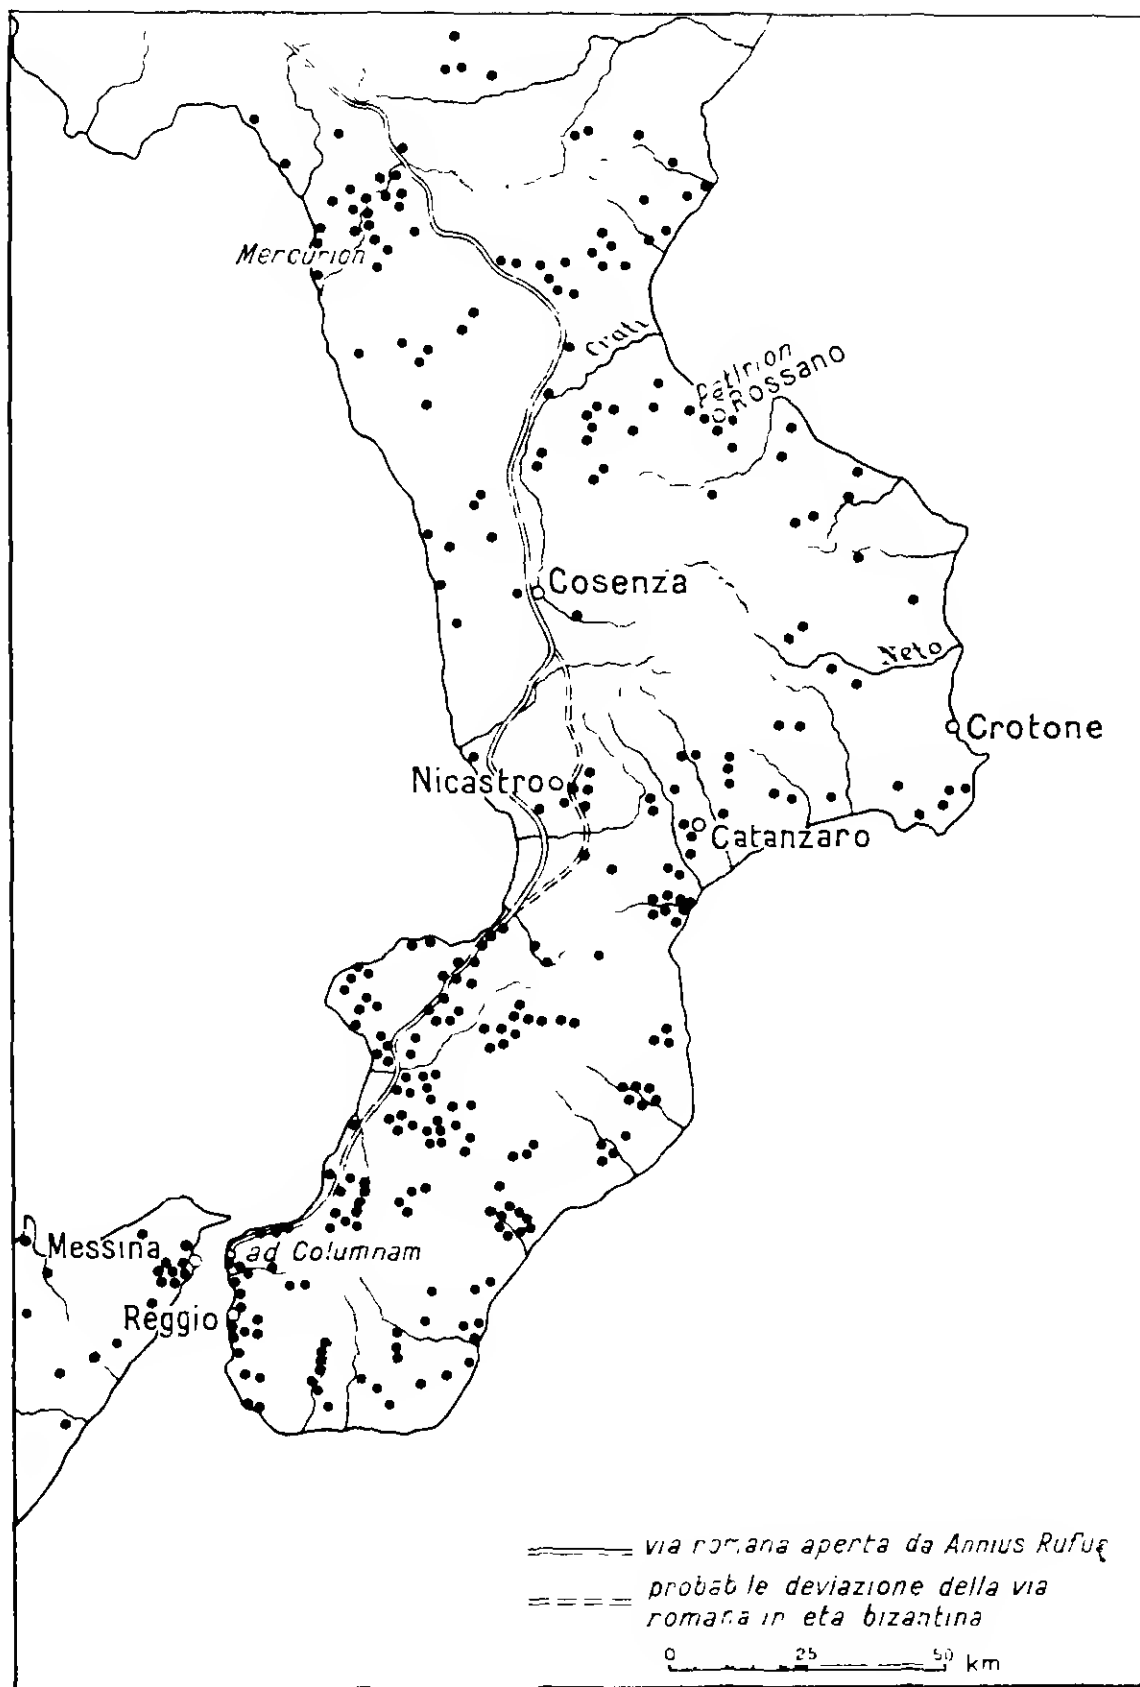 Mercurion
Crati
Patirion
Rossano
Cosenza
Neto
Crotone
Nicastro
Catanzaro
Messina
ad Columnam
Reggio
via romana aperta da Annius Rufus
probabile deviazione della via
romana in eta bizantina
0 25 50 km